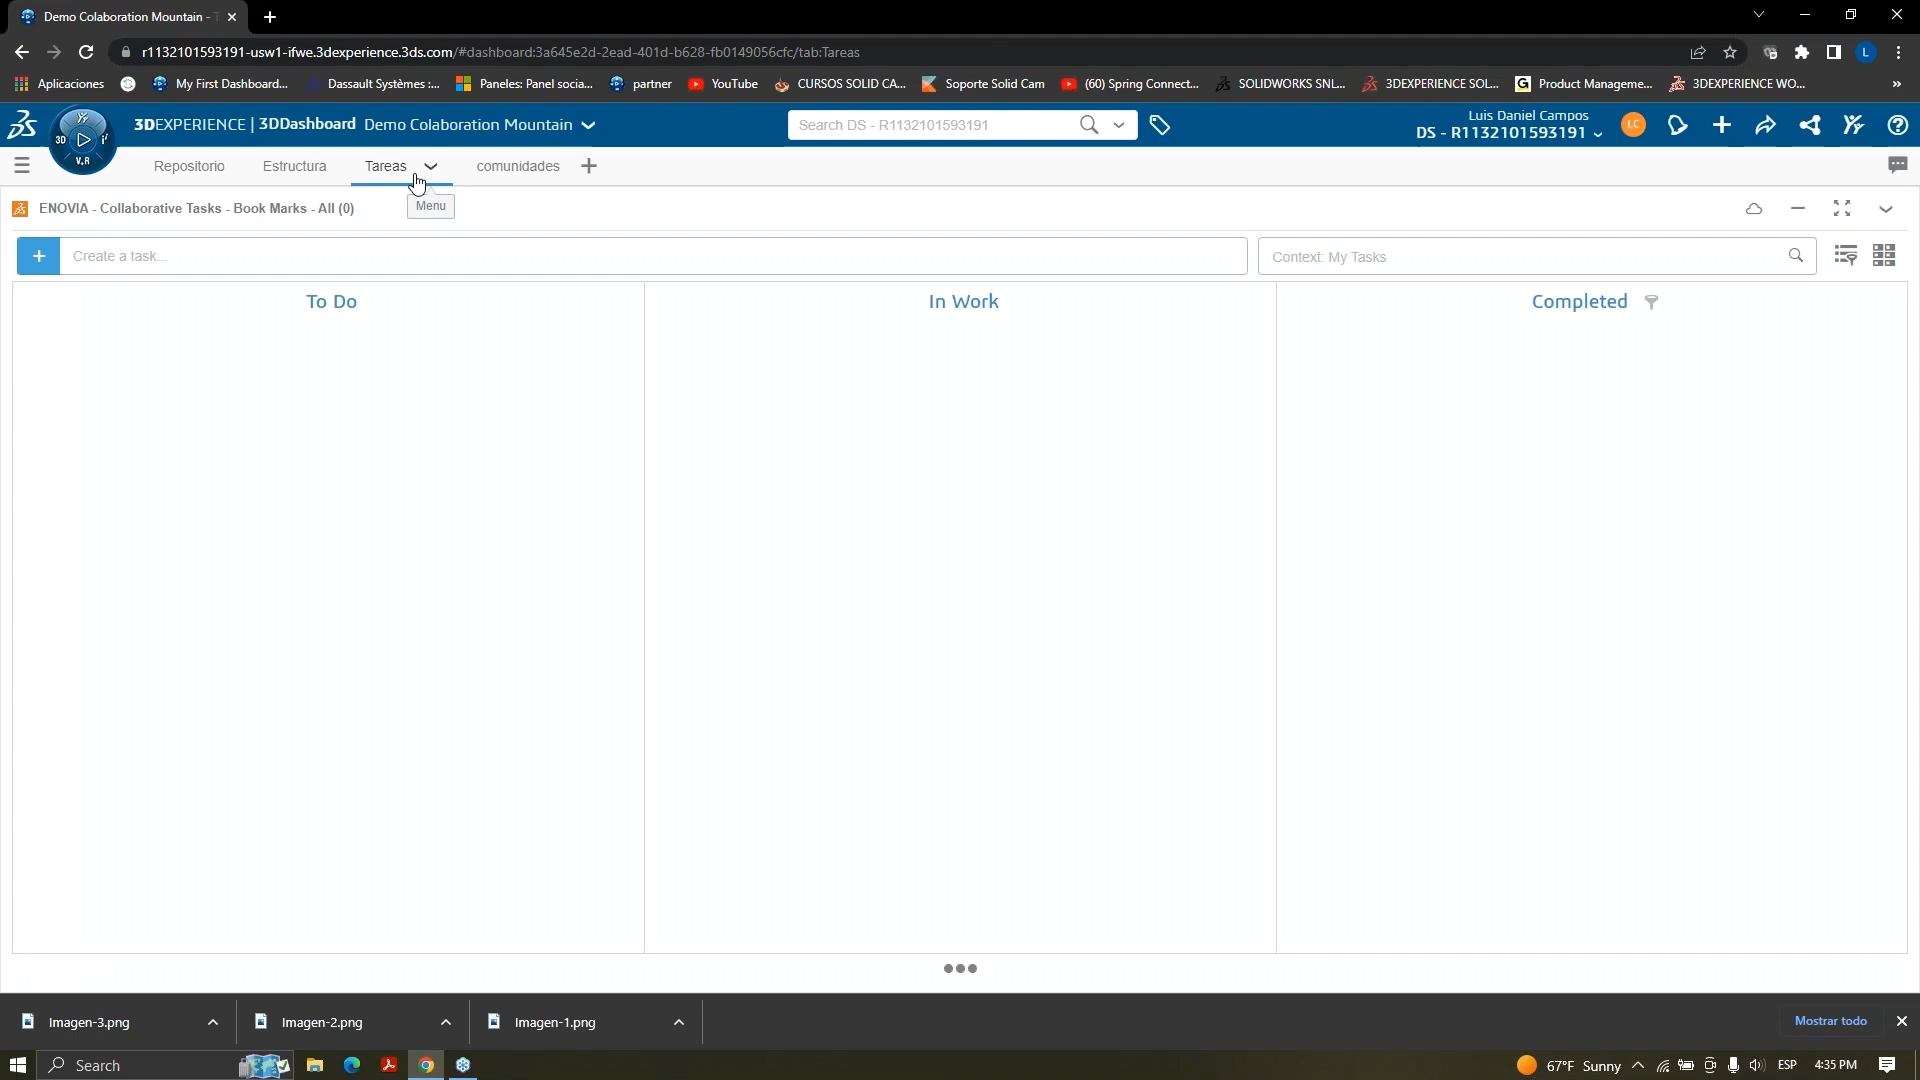 Demo Colaboration Mountain - T
r1132101593191-usw1-ifwe.3dexperience.3ds.com/#dashboard:3a645e2d-2ead-401d-b628-fb0149056cfc/tab:Tareas
Aplicaciones
My First Dashboard...
Dassault Systèmes :...
Paneles: Panel socia...
partner
YouTube
CURSOS SOLID CA...
Soporte Solid Cam
(60) Spring Connect...
SOLIDWORKS SNL...
3DEXPERIENCE SOL...
Product Manageme...
3DEXPERIENCE WO...
3DEXPERIENCE | 3DDashboard Demo Colaboration Mountain
Search DS - R1132101593191
Luis Daniel Campos
DS - R1132101593191
LC
3D
V.R
Repositorio
Estructura
Tareas
comunidades
Menu
ENOVIA - Collaborative Tasks - Book Marks - All (0)
Create a task...
Context: My Tasks
To Do
In Work
Completed
Imagen-3.png
Imagen-2.png
Imagen-1.png
Mostrar todo
Search
67°F Sunny
ESP
4:35 PM